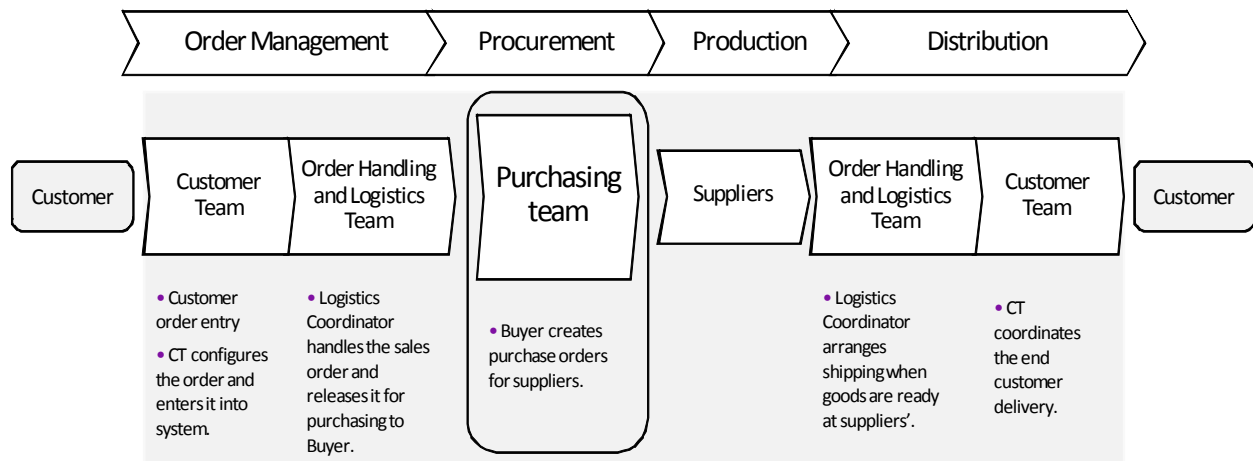 Order Management
Procurement
Production
Distribution
Customer
Customer
Team
Order Handling
and Logistics
Team
Purchasing
team
Suppliers
Order Handling
and Logistics
Team
Customer
Team
Customer
• Customer
order entry
• CT configures
the order and
enters it into
system.
• Logistics
Coordinator
handles the sales
order and
releases it for
purchasing to
Buyer.
• Buyer creates
purchase orders
for suppliers.
• Logistics
Coordinator
arranges
shipping when
goods are ready
at suppliers’.
• CT
coordinates
the end
customer
delivery.